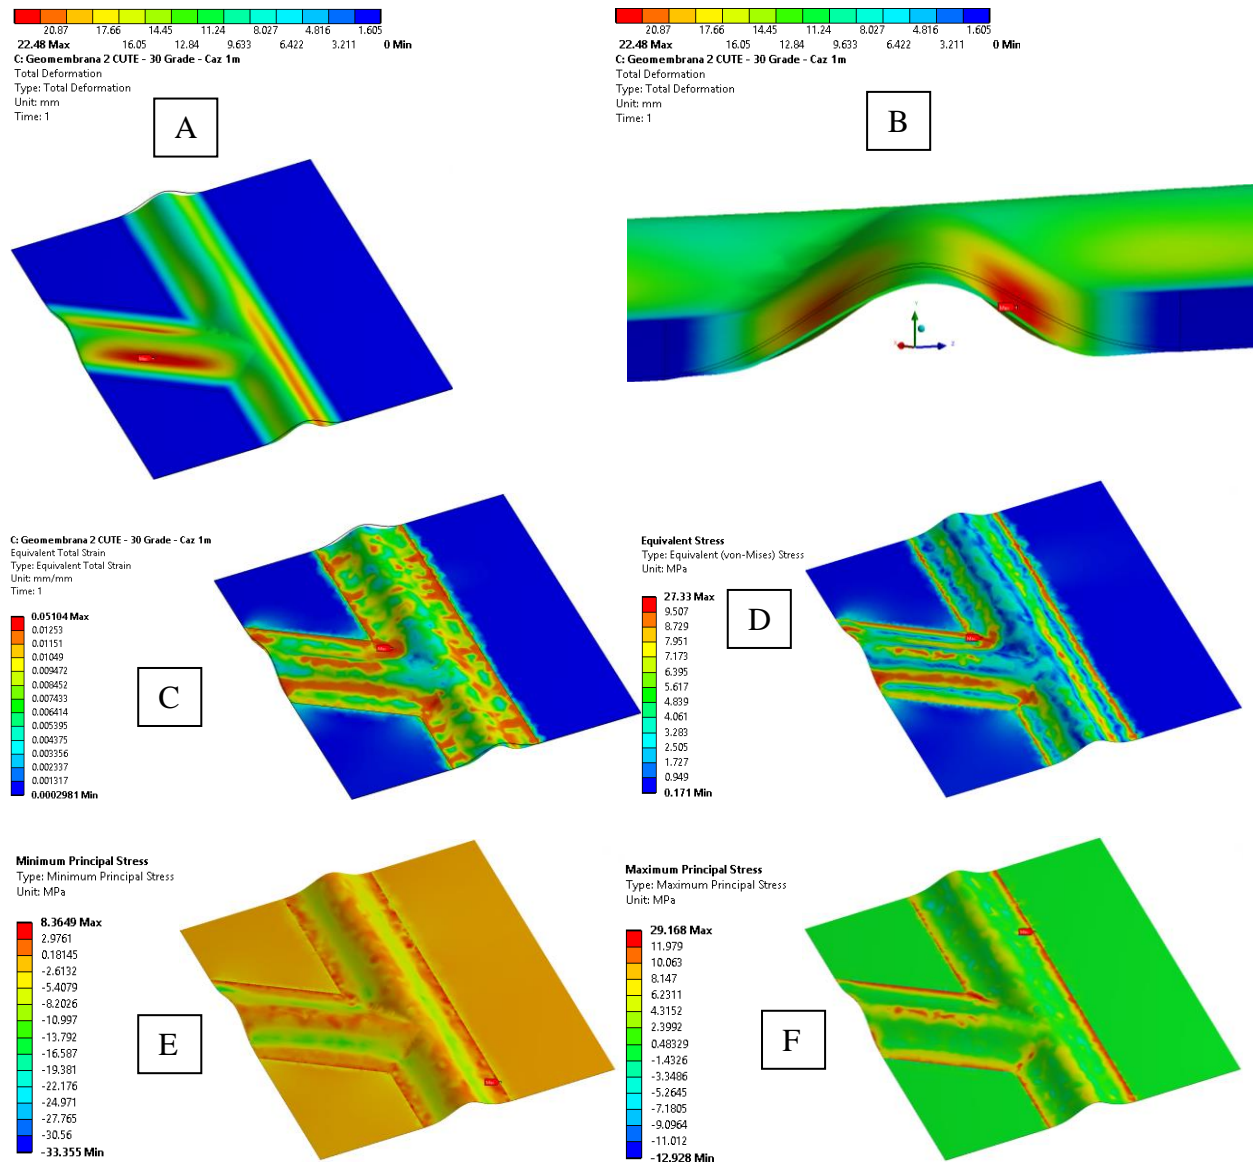 20.87 17.66 14.45 11.24 8.027 4.816 1.605
22.48 Max 16.05 12.84 9.633 6.422 3.211 0 Min
C: Geomembrana 2 CUTE - 30 Grade - Caz 1m
Total Deformation
Type: Total Deformation
Unit: mm
Time: 1
A
20.87 17.66 14.45 11.24 8.027 4.816 1.605
22.48 Max 16.05 12.84 9.633 6.422 3.211 0 Min
C: Geomembrana 2 CUTE - 30 Grade - Caz 1m
Total Deformation
Type: Total Deformation
Unit: mm
Time: 1
B
C: Geomembrana 2 CUTE - 30 Grade - Caz 1m
Equivalent Total Strain
Type: Equivalent Total Strain
Unit: mm/mm
Time: 1
0.05104 Max
0.01253
0.01151
0.01049
0.009472
0.008452
0.007433
0.006414
0.005395
0.004375
0.003356
0.002337
0.001317
0.0002981 Min
C
Equivalent Stress
Type: Equivalent (von-Mises) Stress
Unit: MPa
27.33 Max
9.507
8.729
7.951
7.173
6.395
5.617
4.839
4.061
3.283
2.505
1.727
0.949
0.171 Min
D
Minimum Principal Stress
Type: Minimum Principal Stress
Unit: MPa
8.3649 Max
2.9761
0.18145
-2.6132
-5.4079
-8.2026
-10.997
-13.792
-16.587
-19.381
-22.176
-24.971
-27.765
-30.56
-33.355 Min
E
Maximum Principal Stress
Type: Maximum Principal Stress
Unit: MPa
29.168 Max
11.979
10.063
8.147
6.2311
4.3152
2.3992
0.48329
-1.4326
-3.3486
-5.2645
-7.1805
-9.0964
-11.012
-12.928 Min
F